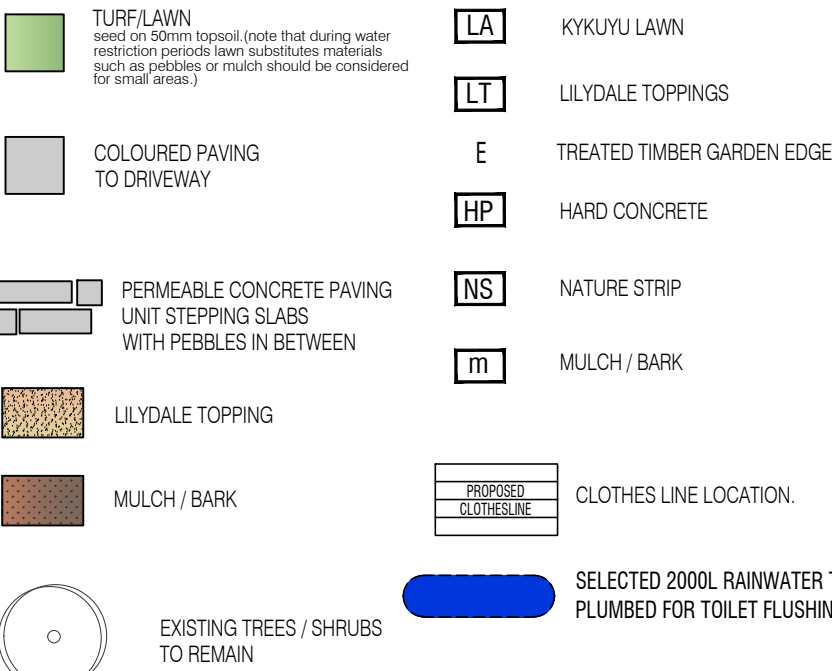 TURF/LAWN
seed on 50mm topsoil.(note that during water
restriction periods lawn substitutes materials
such as pebbles or mulch should be considered
for small areas.)
COLOURED PAVING
TO DRIVEWAY
PERMEABLE CONCRETE PAVING
UNIT STEPPING SLABS
WITH PEBBLES IN BETWEEN
LILYDALE TOPPING
MULCH / BARK
EXISTING TREES / SHRUBS
TO REMAIN
LA KYKUYU LAWN
LT LILYDALE TOPPINGS
E TREATED TIMBER GARDEN EDGE
HP HARD CONCRETE
NS NATURE STRIP
m MULCH / BARK
PROPOSED
CLOTHESLINE
CLOTHES LINE LOCATION.
SELECTED 2000L RAINWATER
PLUMBED FOR TOILET